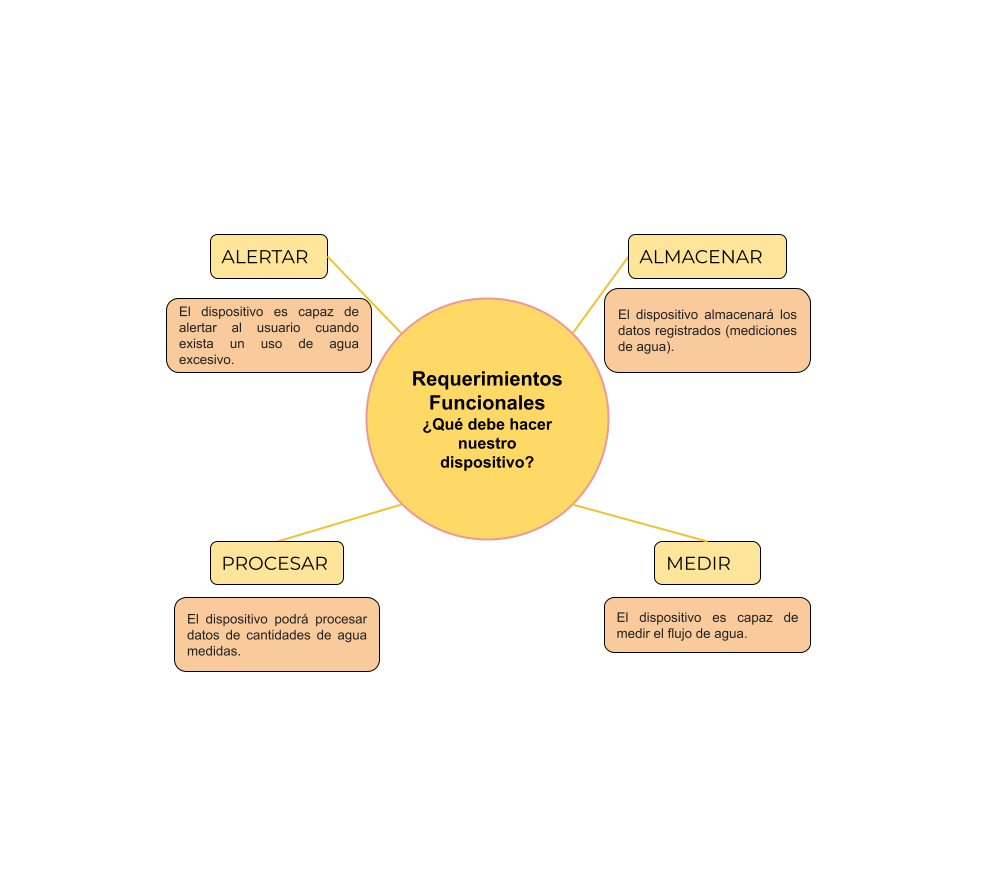 ALERTAR
El dispositivo es capaz de
alertar al usuario cuando
exista un uso de agua
excesivo.
ALMACENAR
El dispositivo almacenará los
datos registrados (mediciones
de agua).
Requerimientos
Funcionales
¿Qué debe hacer
nuestro
dispositivo?
PROCESAR
El dispositivo podrá procesar
datos de cantidades de agua
medidas.
MEDIR
El dispositivo es capaz de
medir el flujo de agua.